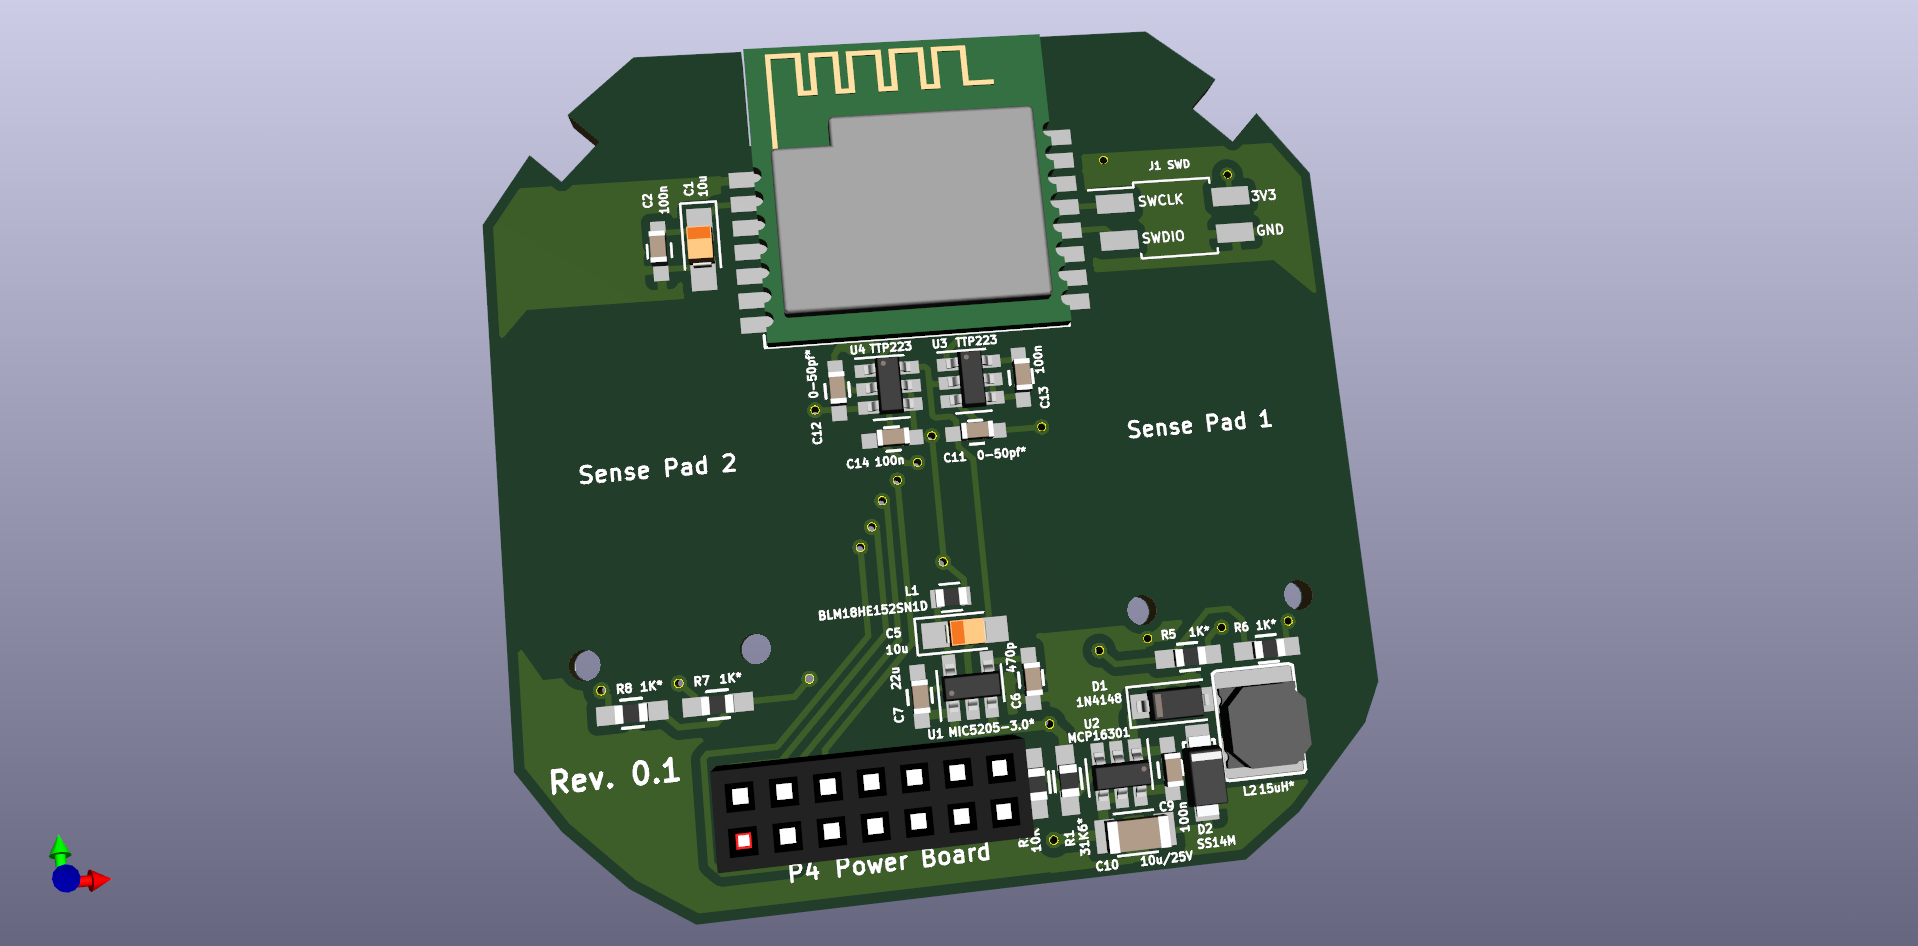 J1 SWD
SWCLK
3V3
SWDIO
GND
C2
100n
C1
10u
U4 TTP223
U3 TTP223
0-50pf*
C12
100n
C13
C14 100n
C11 0-50pf*
Sense Pad 1
Sense Pad 2
L1
BLM18HE152SN1D
C5
10u
22u
C7
470p
C6
U1 MIC5205-3.0*
R5 1K*
R6 1K*
R8 1K*
R7 1K*
D1
1N4148
U2
MCP16301
L2 15uH*
Rev. 0.1
10n
R1
31K6*
C9
100n
C10
10u/25V
D2
SS14M
P4 Power Board